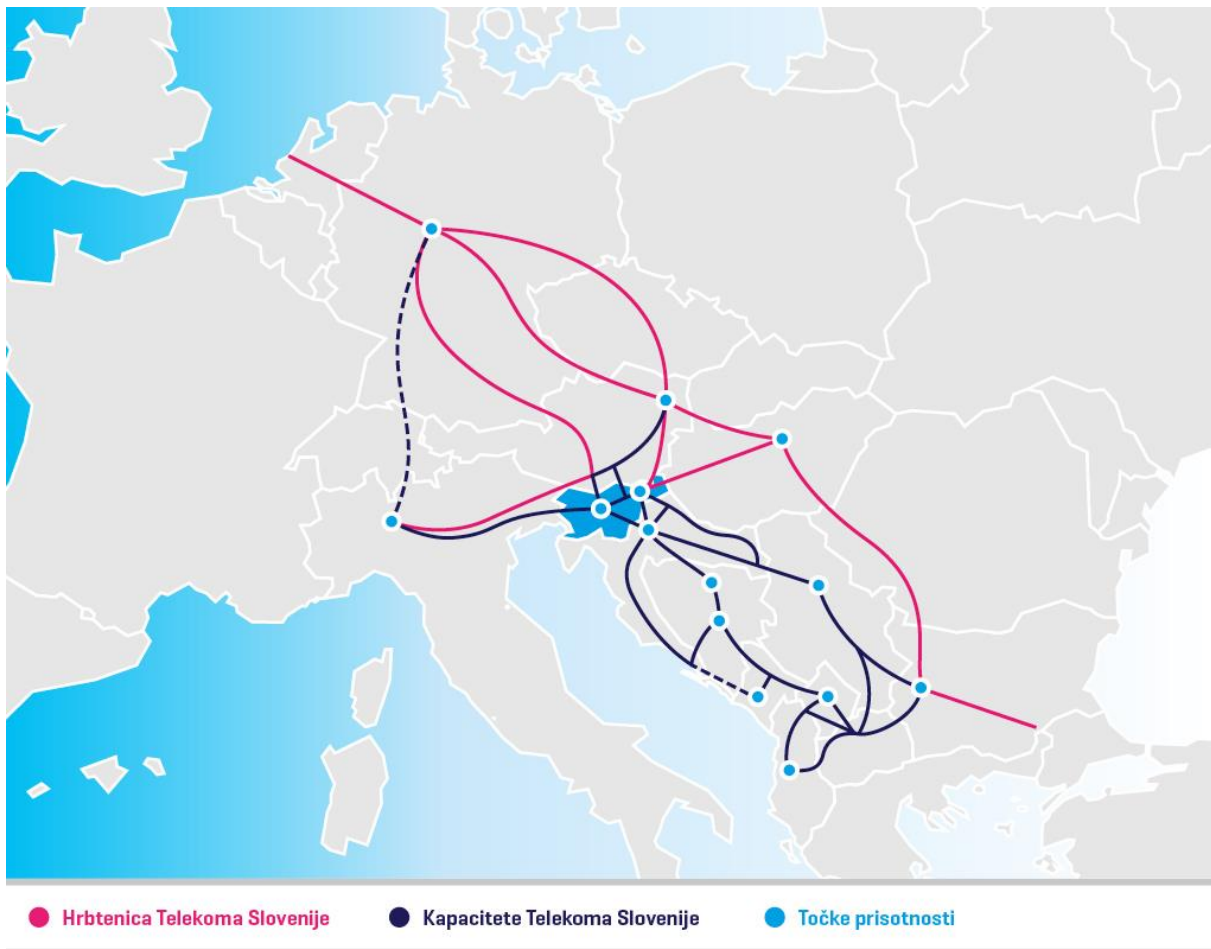 Hrbtenica Telekoma Slovenije
Kapacitete Telekoma Slovenije
Točke prisotnosti